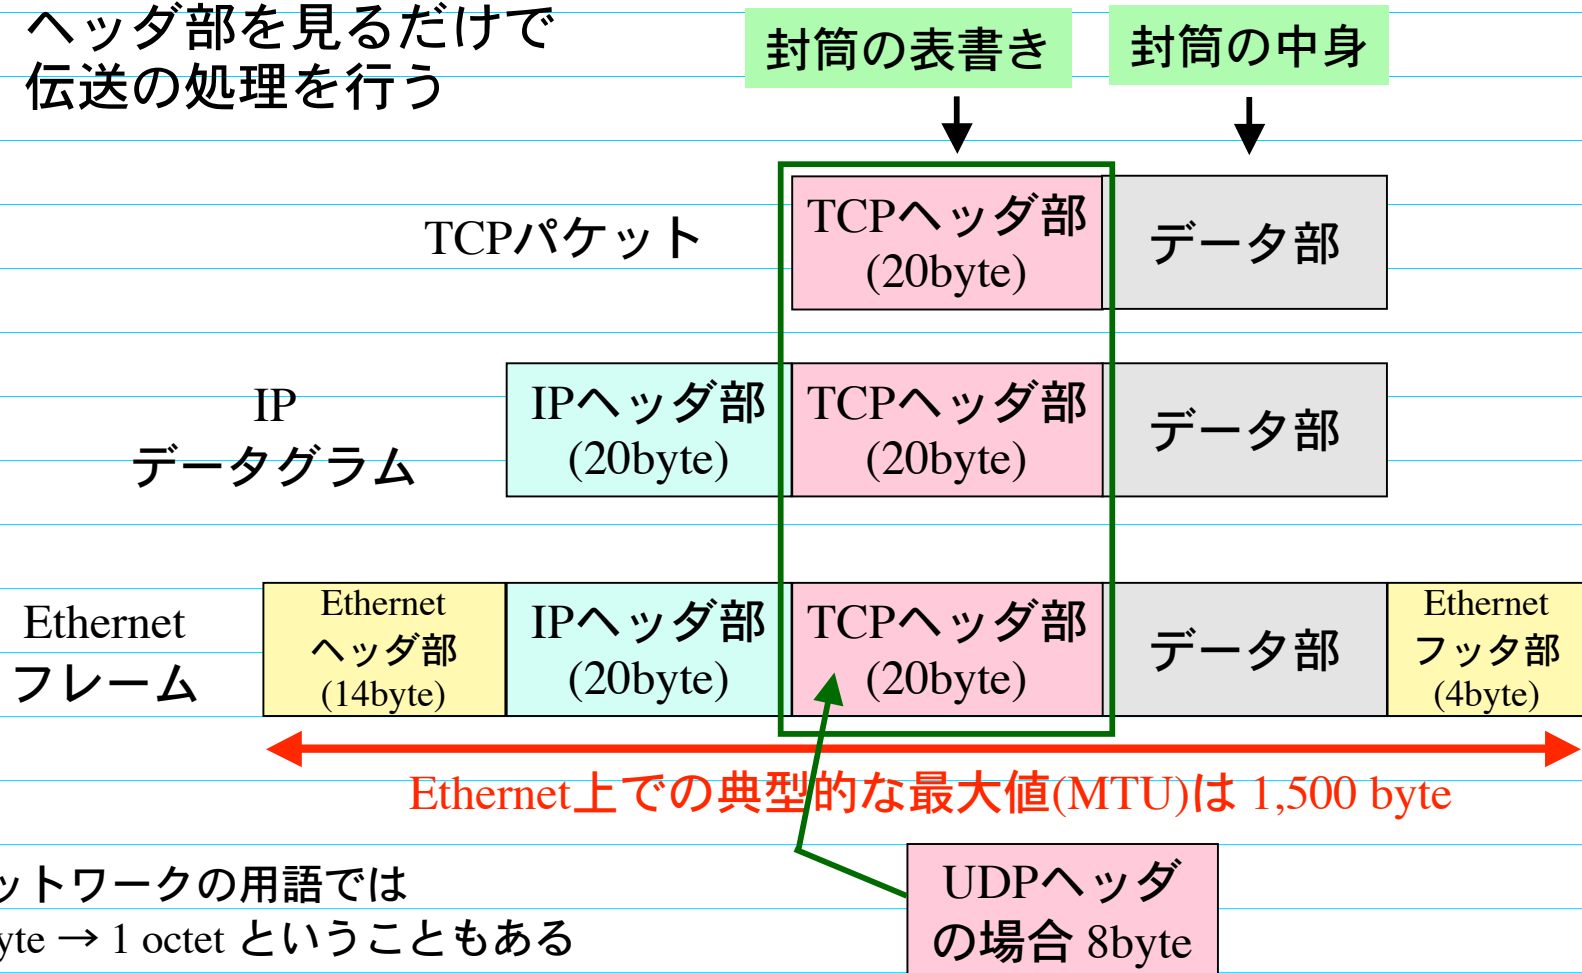 ヘッダ部を見るだけで
伝送の処理を行う
封筒の表書き
封筒の中身
TCPパケット
TCPヘッダ部
(20byte)
データ部
IP
データグラム
IPヘッダ部
(20byte)
TCPヘッダ部
(20byte)
データ部
Ethernet
フレーム
Ethernet
ヘッダ部
(14byte)
IPヘッダ部
(20byte)
TCPヘッダ部
(20byte)
データ部
Ethernet
フッタ部
(4byte)
Ethernet上での典型的な最大値(MTU)は 1,500 byte
ットワークの用語では
yte → 1 octet ということもある
UDPヘッダ
の場合 8byte